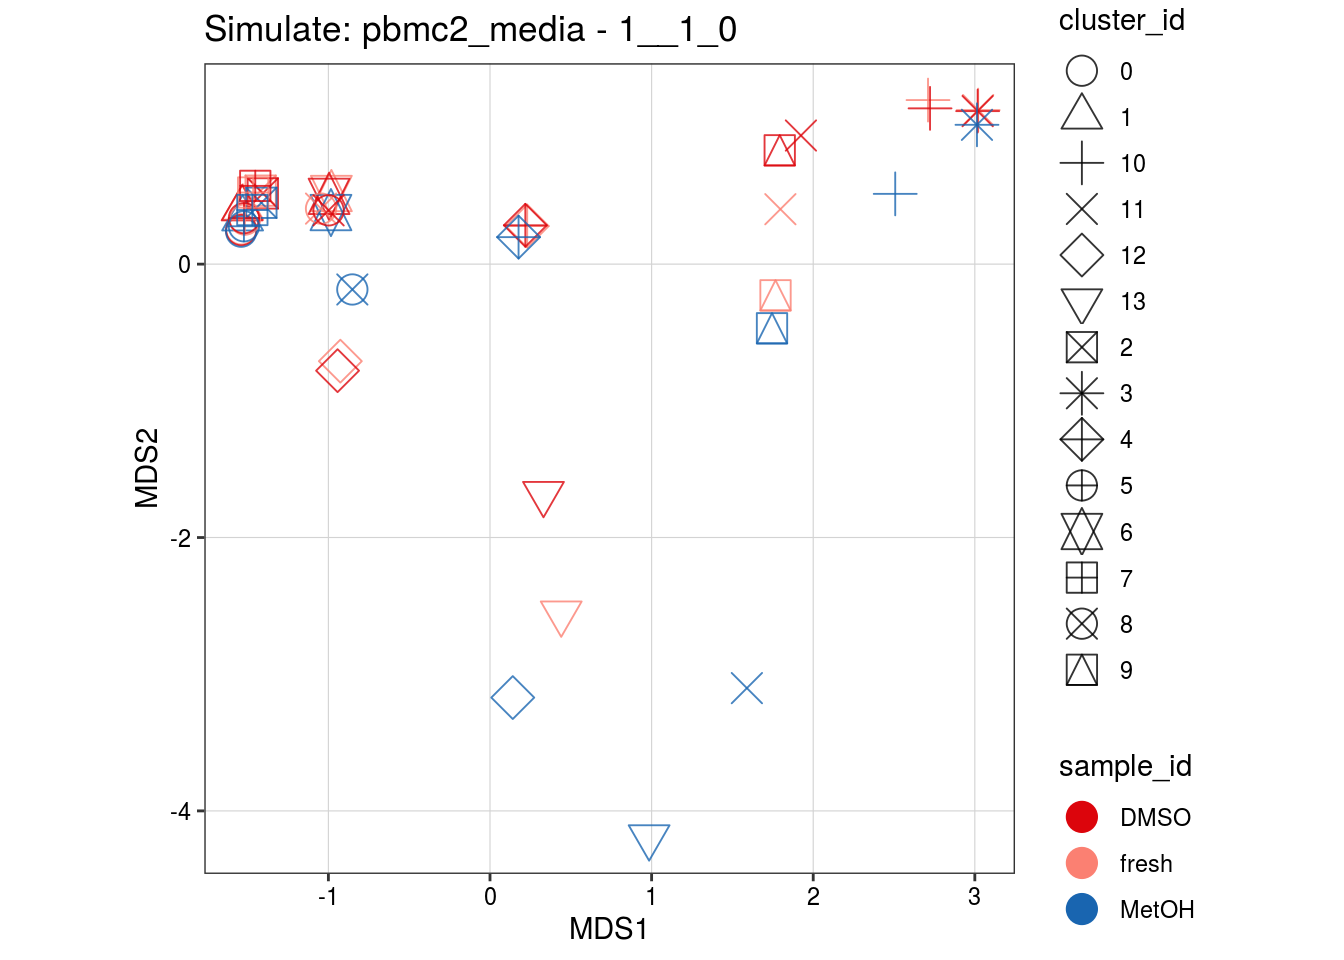 Simulate: pbmc2_media - 1__1_0
cluster_id
0
1
10
11
12
13
2
3
4
5
6
7
8
9
sample_id
DMSO
fresh
MetOH
MDS2
0
-2
-4
-1
0
1
2
3
MDS1